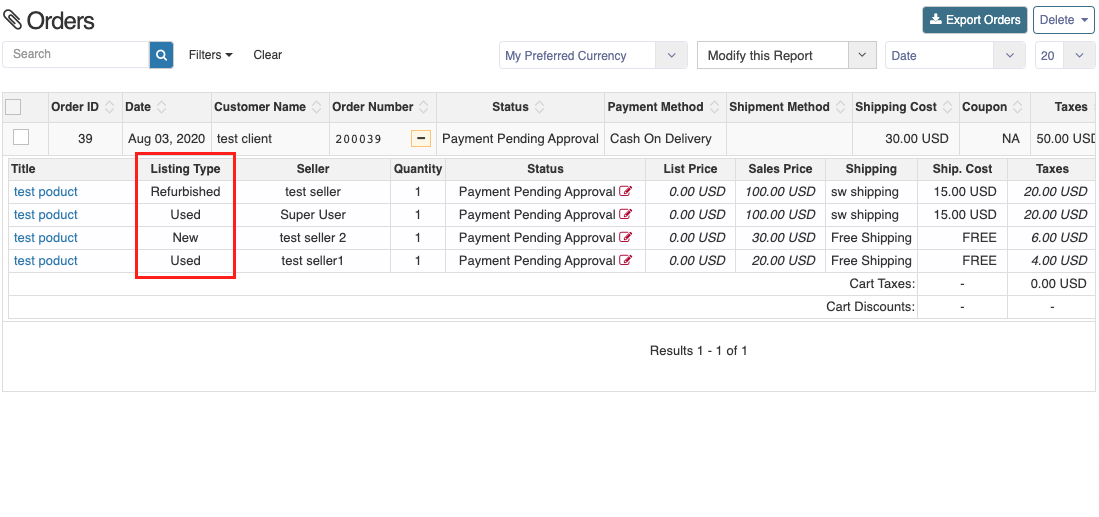 Orders
Export Orders Delete
Search Filters Clear My Preferred Currency Modify this Report Date 20
Order ID Date Customer Name Order Number Status Payment Method Shipment Method Shipping Cost Coupon Taxes
39 Aug 03, 2020 test client 200039 Payment Pending Approval Cash On Delivery 30.00 USD NA 50.00 USD
Title Listing Type Seller Quantity Status List Price Sales Price Shipping Ship. Cost Taxes
test poduct Refurbished test seller 1 Payment Pending Approval 0.00 USD 100.00 USD sw shipping 15.00 USD 20.00 USD
test poduct Used Super User 1 Payment Pending Approval 0.00 USD 100.00 USD sw shipping 15.00 USD 20.00 USD
test poduct New test seller 2 1 Payment Pending Approval 0.00 USD 30.00 USD Free Shipping FREE 6.00 USD
test poduct Used test seller1 1 Payment Pending Approval 0.00 USD 20.00 USD Free Shipping FREE 4.00 USD
Cart Taxes: - 0.00 USD
Cart Discounts: - -
Results 1 - 1 of 1